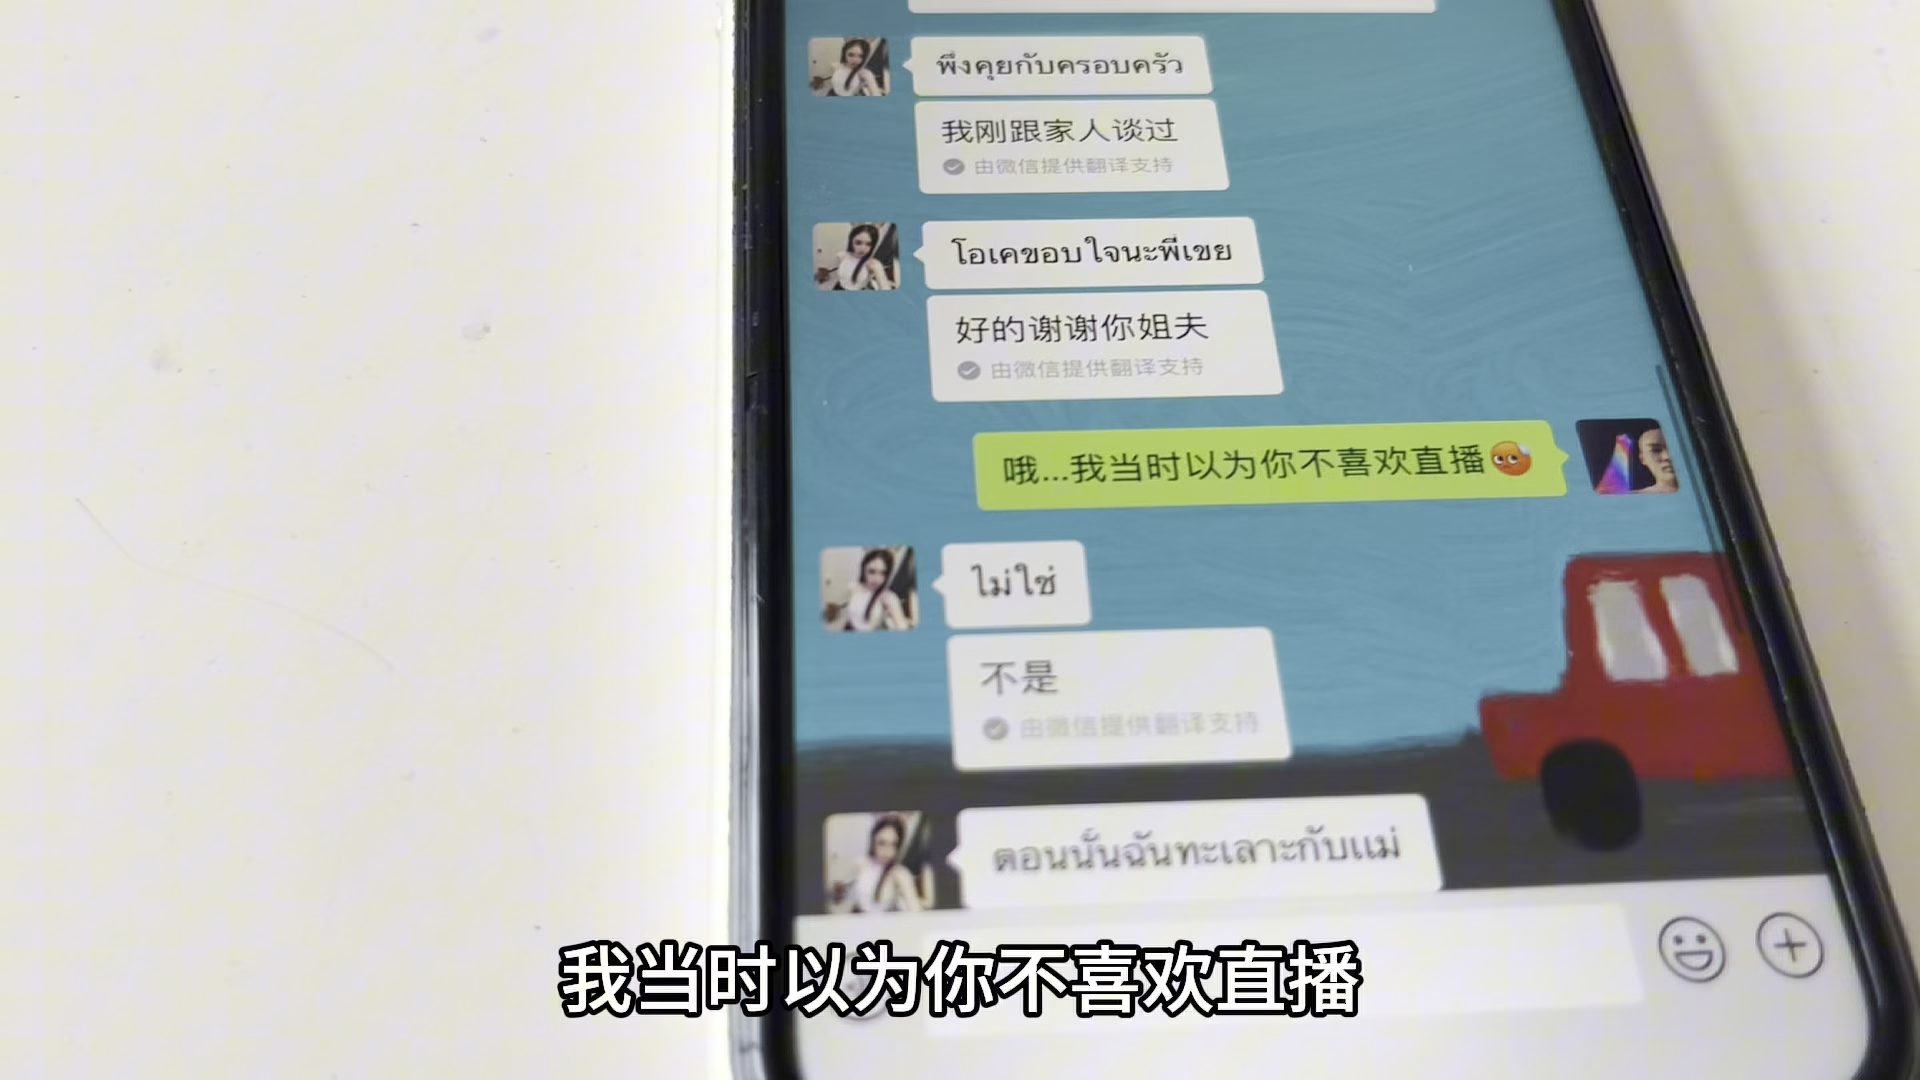 พึ่งคุยกับครอบครัว
我刚跟家人谈过
由微信提供翻译支持
โอเคขอบใจนะพี่เขย
好的谢谢你姐夫
由微信提供翻译支持
哦...我当时以为你不喜欢直播
ไม่ใช่
不是
由微信提供翻译支持
ตอนนั้นฉันทะเลาะกับแม่
我当时以为你不喜欢直播